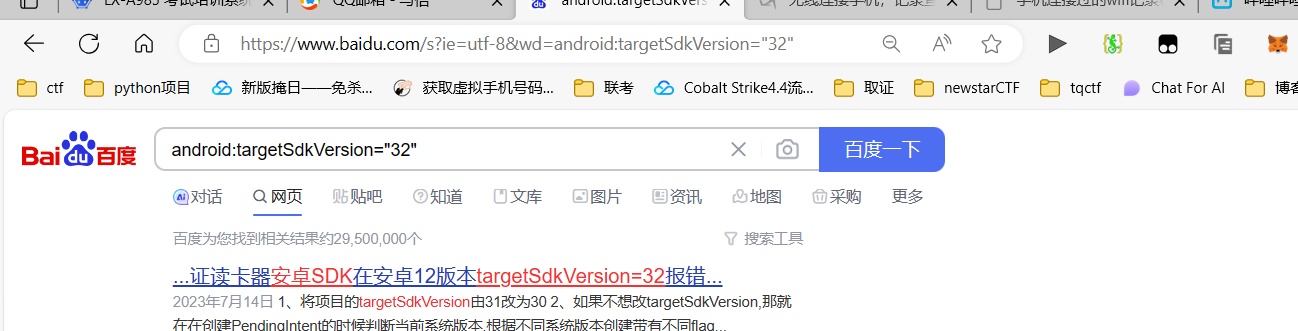 LX-A985 考试培训系统
QQ邮箱 - 写信
android:targetSdkVers
无线连接手机，记录查
手机连接过的wifi记录
哔哩哔哩
https://www.baidu.com/s?ie=utf-8&wd=android:targetSdkVersion="32"
ctf
python项目
新版掩日——免杀...
获取虚拟手机号码...
联考
Cobalt Strike4.4流...
取证
newstarCTF
tqctf
Chat For AI
博客
Bai du 百度
android:targetSdkVersion="32"
百度一下
对话 网页 贴吧 知道 文库 图片 资讯 地图 采购 更多
百度为您找到相关结果约29,500,000个
搜索工具
...证读卡器安卓SDK在安卓12版本targetSdkVersion=32报错...
2023年7月14日 1、将项目的targetSdkVersion由31改为30 2、如果不想改targetSdkVersion,那就
在在创建PendingIntent的时候判断当前系统版本,根据不同系统版本创建带有不同flag...